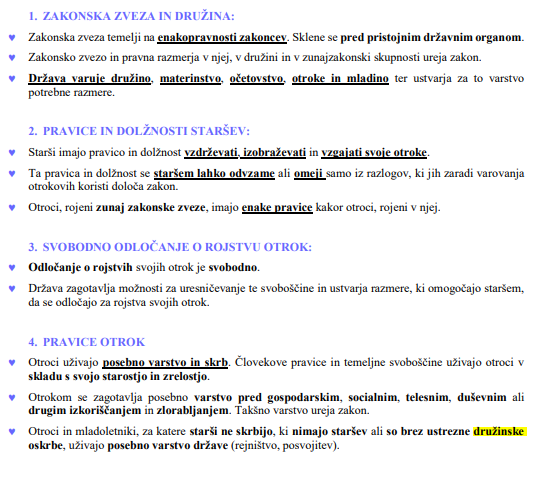 1. ZAKONSKA ZVEZA IN DRUŽINA:
♥ Zakonska zveza temelji na enakopravnosti zakoncev. Sklene se pred pristojnim državnim organom.
♥ Zakonsko zvezo in pravna razmerja v njej, v družini in v zunajzakonski skupnosti ureja zakon.
♥ Država varuje družino, materinstvo, očetovstvo, otroke in mladino ter ustvarja za to varstvo
potrebne razmere.
2. PRAVICE IN DOLŽNOSTI STARŠEV:
♥ Starši imajo pravico in dolžnost vzdrževati, izobraževati in vzgajati svoje otroke.
♥ Ta pravica in dolžnost se staršem lahko odvzame ali omeji samo iz razlogov, ki jih zaradi varovanja
otrokovih koristi določa zakon.
♥ Otroci, rojeni zunaj zakonske zveze, imajo enake pravice kakor otroci, rojeni v njej.
3. SVOBODNO ODLOČANJE O ROJSTVU OTROK:
♥ Odločanje o rojstvih svojih otrok je svobodno.
♥ Država zagotavlja možnosti za uresničevanje te svoboščine in ustvarja razmere, ki omogočajo staršem,
da se odločajo za rojstva svojih otrok.
4. PRAVICE OTROK
♥ Otroci uživajo posebno varstvo in skrb. Človekove pravice in temeljne svoboščine uživajo otroci v
skladu s svojo starostjo in zrelostjo.
♥ Otrokom se zagotavlja posebno varstvo pred gospodarskim, socialnim, telesnim, duševnim ali
drugim izkoriščanjem in zlorabljanjem. Takšno varstvo ureja zakon.
♥ Otroci in mladoletniki, za katere starši ne skrbijo, ki nimajo staršev ali so brez ustrezne družinske
oskrbe, uživajo posebno varstvo države (rejništvo, posvojitev).